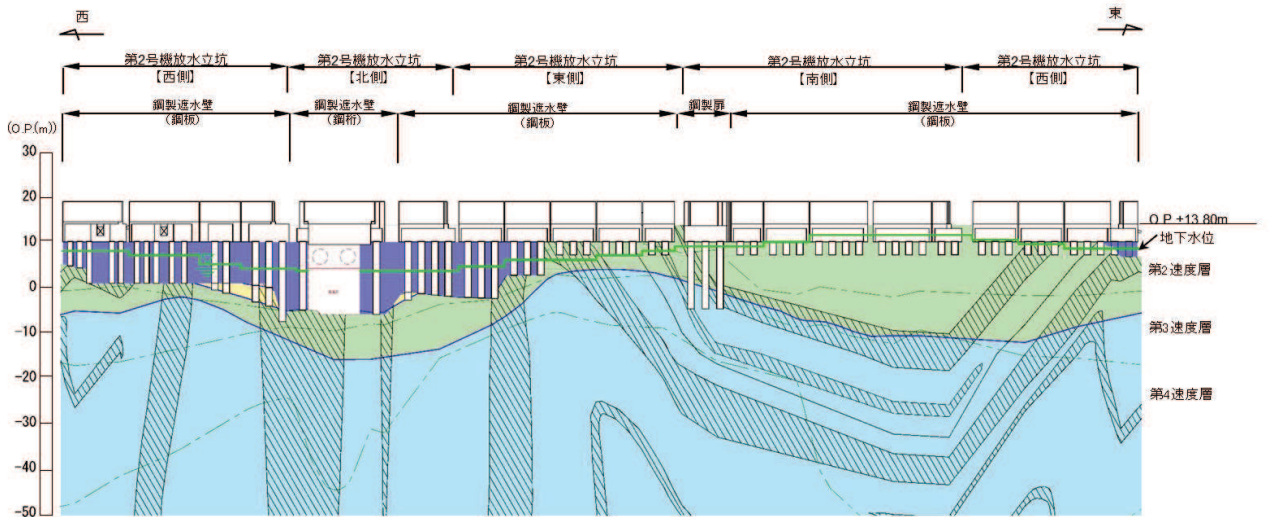 西
東
第2号機放水立坑
【西側】
第2号機放水立坑
【北側】
第2号機放水立坑
【東側】
第2号機放水立坑
【南側】
第2号機放水立坑
【西側】
鋼製遮水壁
(鋼板)
鋼製遮水壁
(鋼桁)
鋼製遮水壁
(鋼板)
鋼製扉
鋼製遮水壁
(鋼板)
(O.P.(m))
30
20
10
0
-10
-20
-30
-40
-50
O.P.+13.80m
地下水位
第2速度層
第3速度層
第4速度層